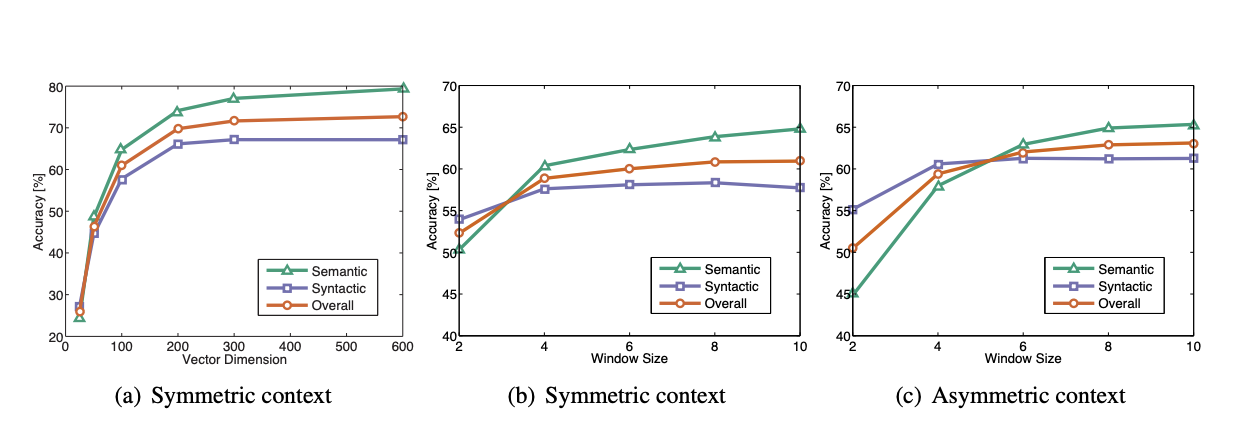 80
70
60
50
40
30
20
0 100 200 300 400 500 600
Accuracy [%]
Vector Dimension
Semantic
Syntactic
Overall
(a) Symmetric context
70
65
60
55
50
45
40
2 4 6 8 10
Accuracy [%]
Window Size
Semantic
Syntactic
Overall
(b) Symmetric context
70
65
60
55
50
45
40
2 4 6 8 10
Accuracy [%]
Window Size
Semantic
Syntactic
Overall
(c) Asymmetric context